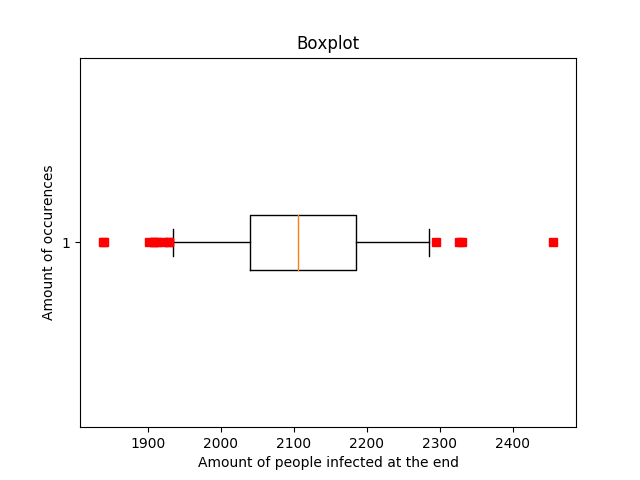 Boxplot
Amount of occurences
1
1900 2000 2100 2200 2300 2400
Amount of people infected at the end